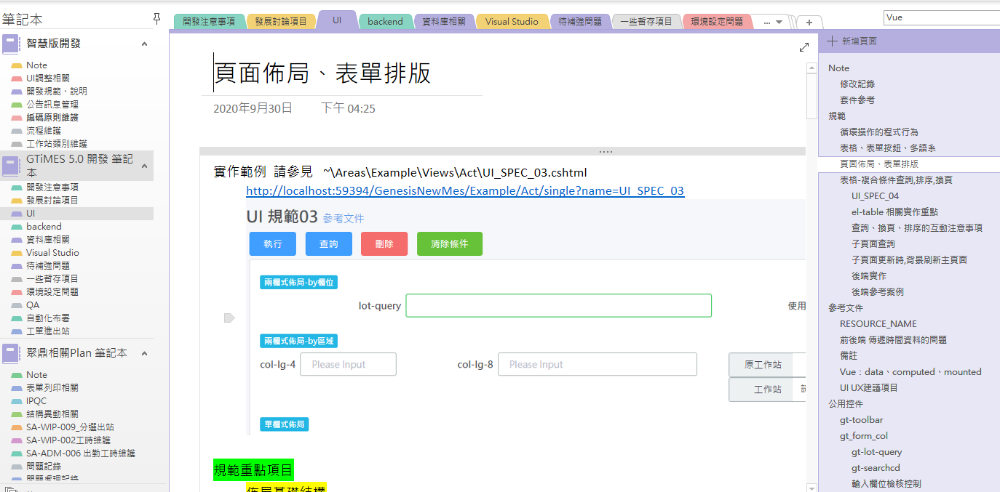 筆記本
智慧版開發
Note
UI調整相關
開發規範、說明
公告訊息管理
編碼原則維護
流程維護
工作站類別維護
GTiMES 5.0 開發 筆記
本
開發注意事項
發展討論項目
UI
backend
資料庫相關
Visual Studio
待補強問題
一些暫存項目
環境設定問題
QA
自動化布署
工單進出站
聚鼎相關Plan 筆記本
Note
表單列印相關
IPQC
結構異動相關
SA-WIP-009_分選出站
SA-WIP-002工時維護
SA-ADM-006 出勤工時維護
問題記錄
問題處理記錄
開發注意事項 發展討論項目 UI backend 資料庫相關 Visual Studio 待補強問題 一些暫存項目 環境設定問題 ... +
Vue
頁面佈局、表單排版
2020年9月30日 下午 04:25
實作範例 請參見 ~\Areas\Example\Views\Act\UI_SPEC_03.cshtml
http://localhost:59394/GenesisNewMes/Example/Act/single?name=UI_SPEC_03
UI 規範03 參考文件
執行 查詢 刪除 清除條件
兩欄式佈局-by欄位
lot-query 使用
兩欄式佈局-by區域
col-lg-4 Please Input col-lg-8 Please Input 原工作站
工作站
單欄式佈局
規範重點項目
佈局基礎結構
新增頁面
Note
修改記錄
套件參考
規範
循環操作的程式行為
表格、表單按鈕、多語系
頁面佈局、表單排版
表格-複合條件查詢,排序,換頁
UI_SPEC_04
el-table 相關實作重點
查詢、換頁、排序的互動注意事項
子頁面查詢
子頁面更新時,背景刷新主頁面
後端實作
後端參考案例
參考文件
RESOURCE_NAME
前後端 傳遞時間資料的問題
備註
Vue：data、computed、mounted
UI UX建議項目
公用控件
gt-toolbar
gt_form_col
gt-lot-query
gt-searchcd
輸入欄位檢核控制